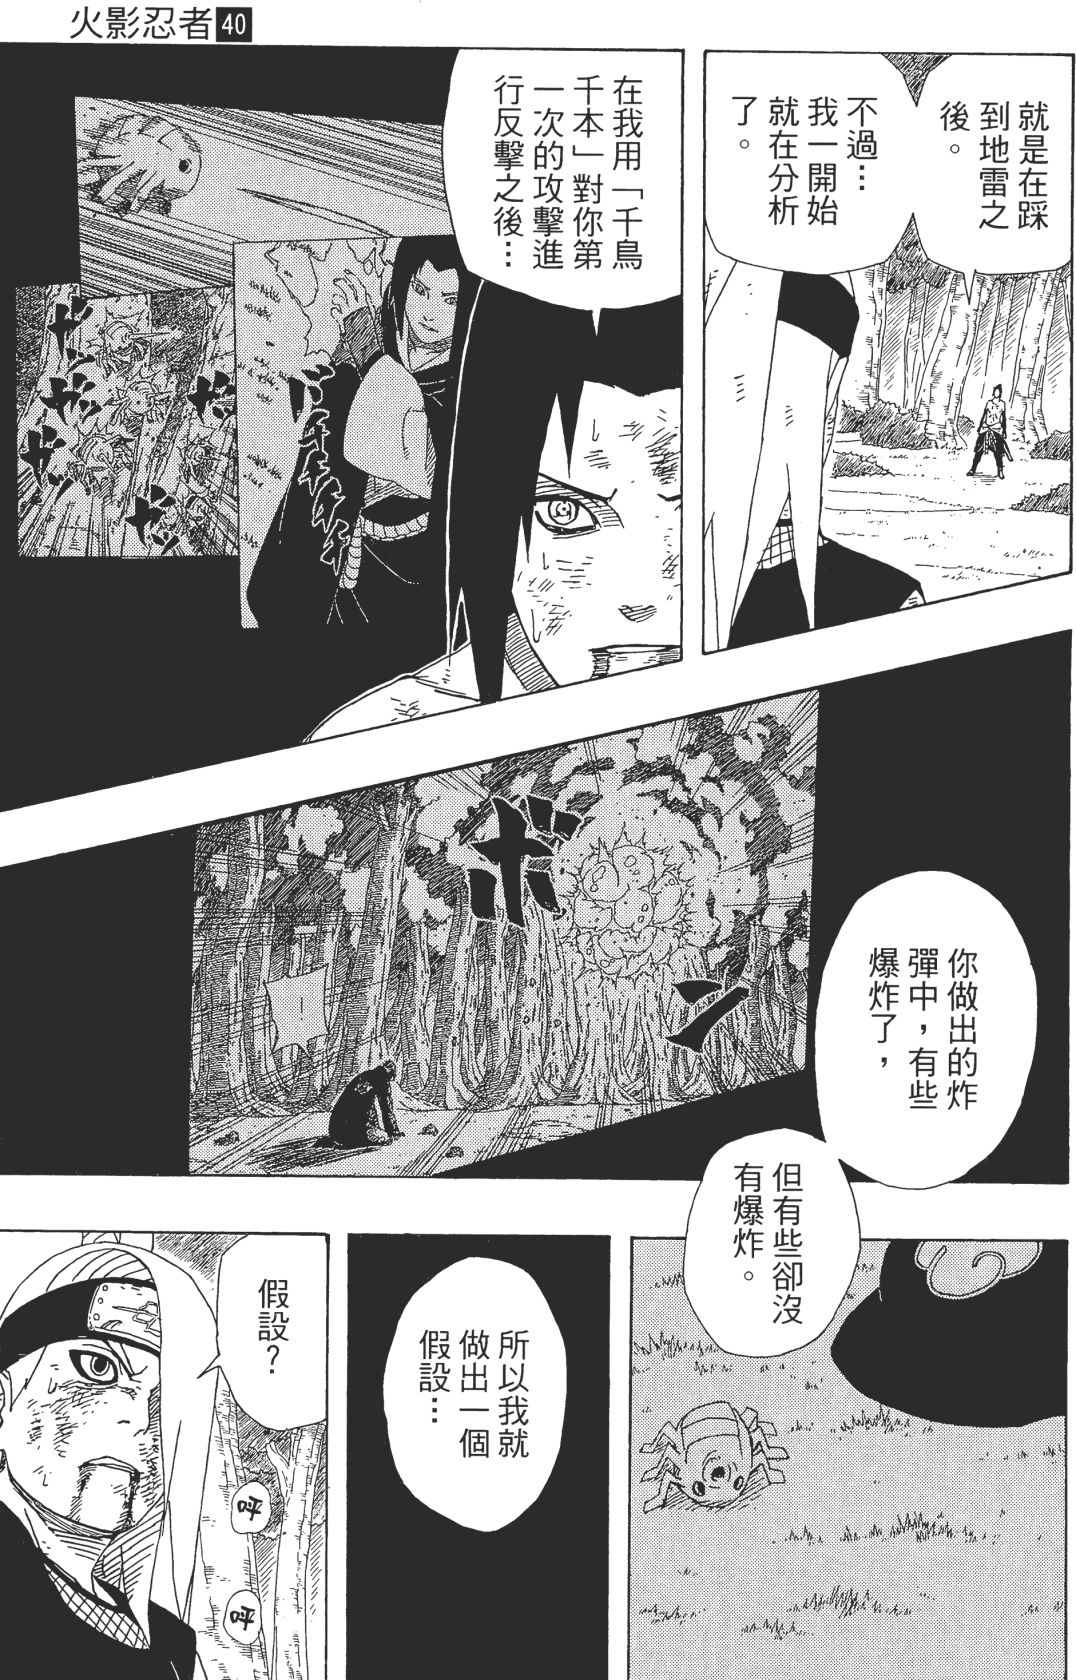 火影忍者40
就是在踩
到地雷之
後。
不過…
我一開始
就在分析
了。
在我用「千鳥
千本」對你第
一次的攻擊進
行反擊之後…
你做出的炸
彈中，有些
爆炸了，
但有些卻沒
有爆炸。
所以我就
做出一個
假設…
假設？
呼
呼